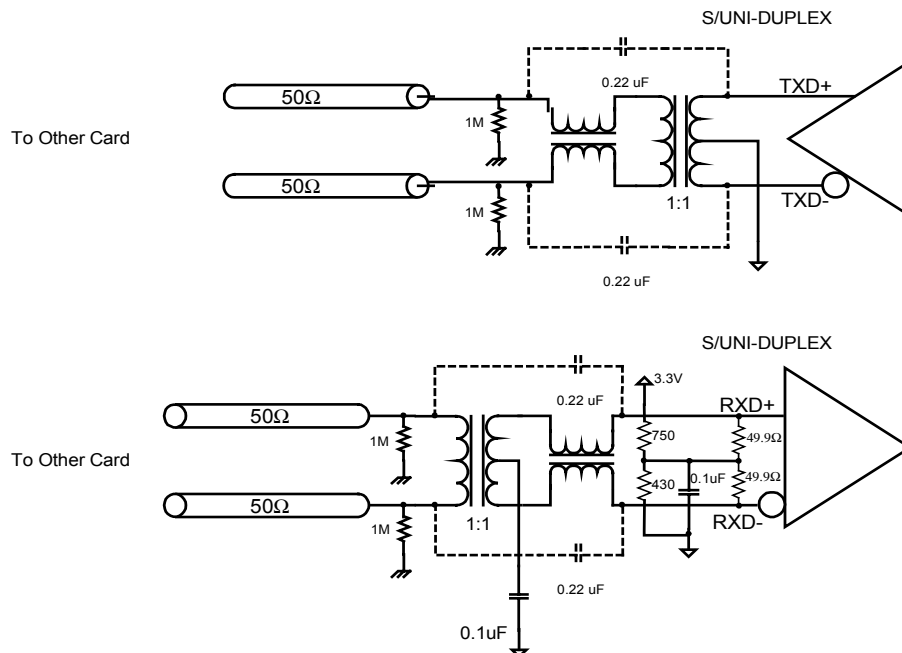 S/UNI-DUPLEX
0.22 uF
50Ω
TXD+
1M
To Other Card
50Ω
1M
1:1
TXD-
0.22 uF
S/UNI-DUPLEX
3.3V
0.22 uF
50Ω
RXD+
1M
750
49.9Ω
To Other Card
430
0.1uF
49.9Ω
50Ω
1:1
RXD-
1M
0.22 uF
0.1uF